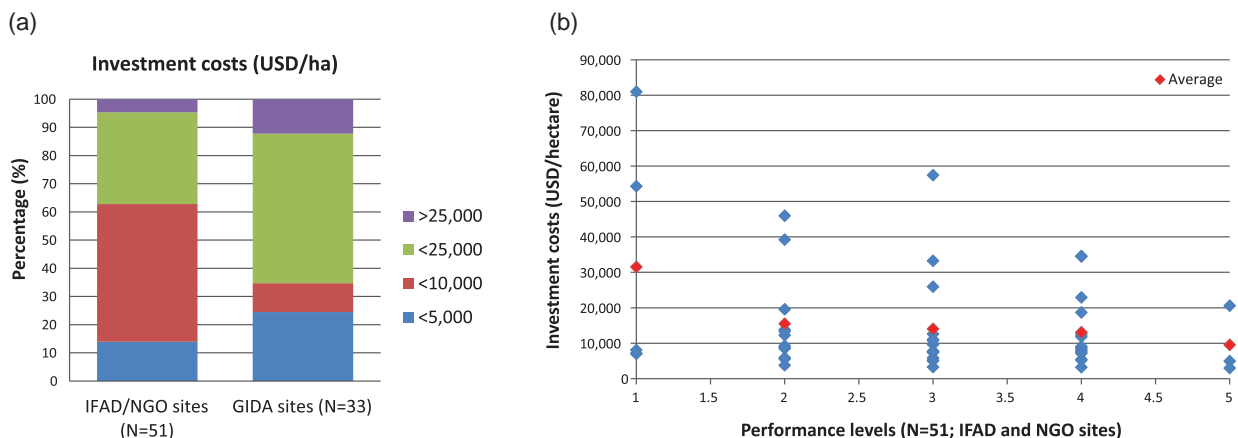 (a)
Investment costs (USD/ha)
Percentage (%)
100
90
80
70
60
50
40
30
20
10
0
IFAD/NGO sites
(N=51)
GIDA sites (N=33)
>25,000
<25,000
<10,000
<5,000
(b)
Investment costs (USD/hectare)
90,000
80,000
70,000
60,000
50,000
40,000
30,000
20,000
10,000
0
Average
1 1.5 2 2.5 3 3.5 4 4.5 5
Performance levels (N=51; IFAD and NGO sites)